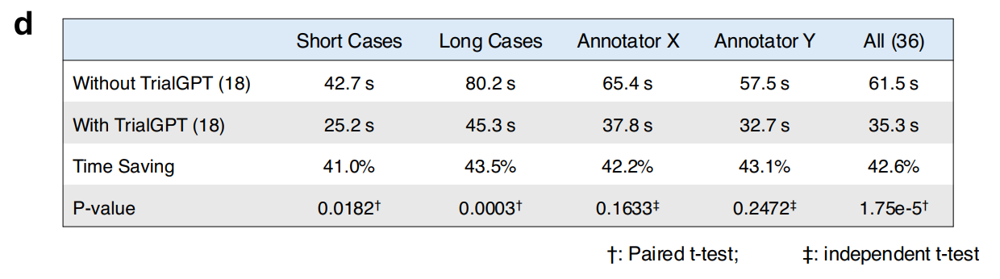 d
Short Cases Long Cases Annotator X Annotator Y All (36)
Without TrialGPT (18) 42.7 s 80.2 s 65.4 s 57.5 s 61.5 s
With TrialGPT (18) 25.2 s 45.3 s 37.8 s 32.7 s 35.3 s
Time Saving 41.0% 43.5% 42.2% 43.1% 42.6%
P-value 0.0182† 0.0003† 0.1633‡ 0.2472‡ 1.75e-5†
†: Paired t-test; ‡: independent t-test